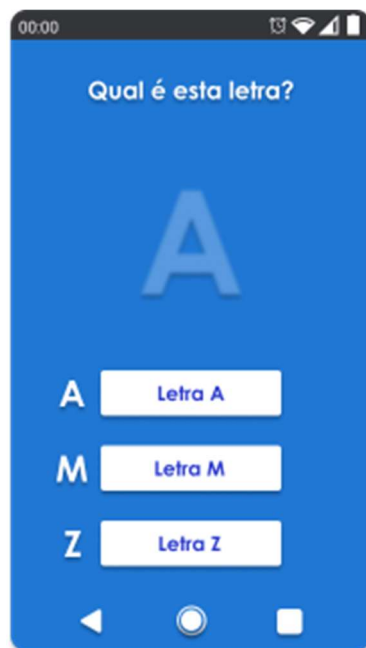 00:00
Qual é esta letra?
A
A Letra A
M Letra M
Z Letra Z